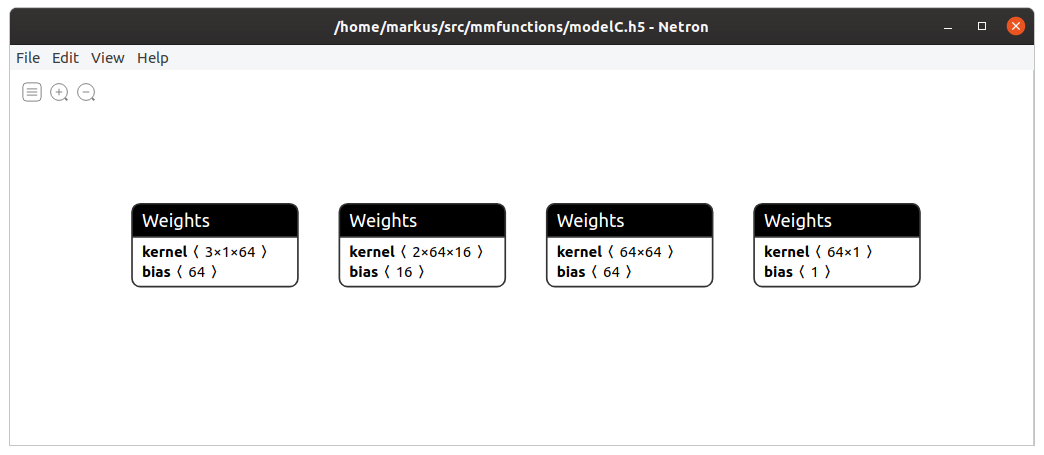 /home/markus/src/mmfunctions/modelC.h5 - Netron
File Edit View Help
Weights Weights Weights Weights
kernel 〈 3×1×64 〉 kernel 〈 2×64×16 〉 kernel 〈 64×64 〉 kernel 〈 64×1 〉
bias 〈 64 〉 bias 〈 16 〉 bias 〈 64 〉 bias 〈 1 〉